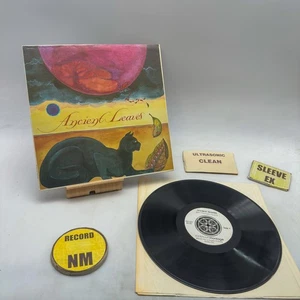 Ancient Leaves
ULTRASONIC
CLEAN
SLEEVE
EX
RECORD
NM